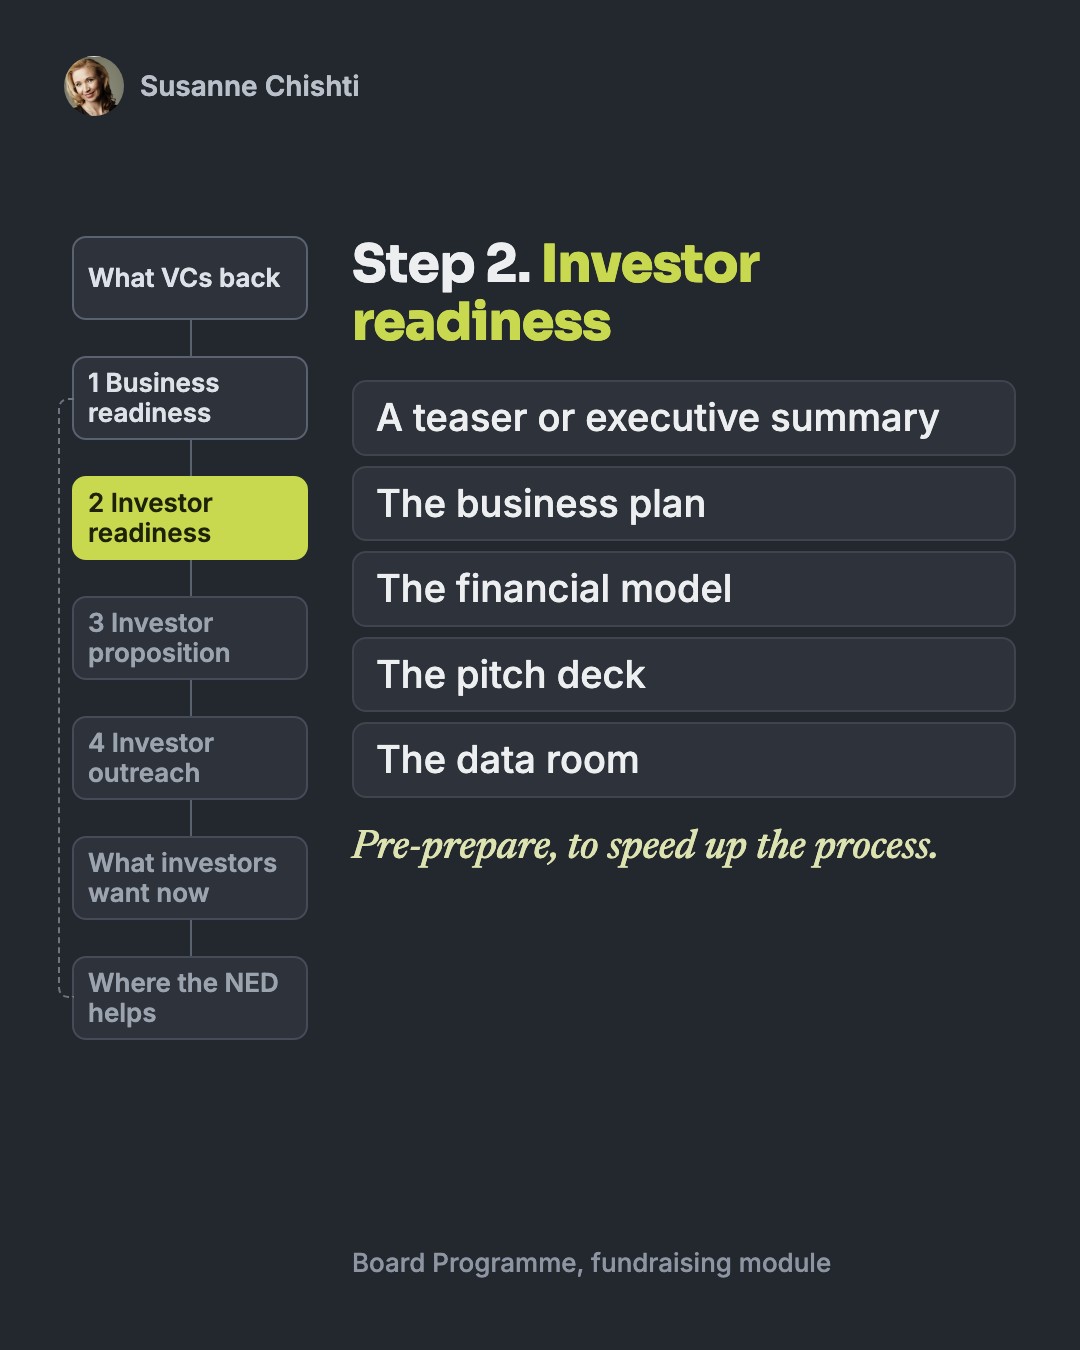 Susanne Chishti
What VCs back
1 Business
readiness
2 Investor
readiness
3 Investor
proposition
4 Investor
outreach
What investors
want now
Where the NED
helps
Step 2. Investor
readiness
A teaser or executive summary
The business plan
The financial model
The pitch deck
The data room
Pre-prepare, to speed up the process.
Board Programme, fundraising module